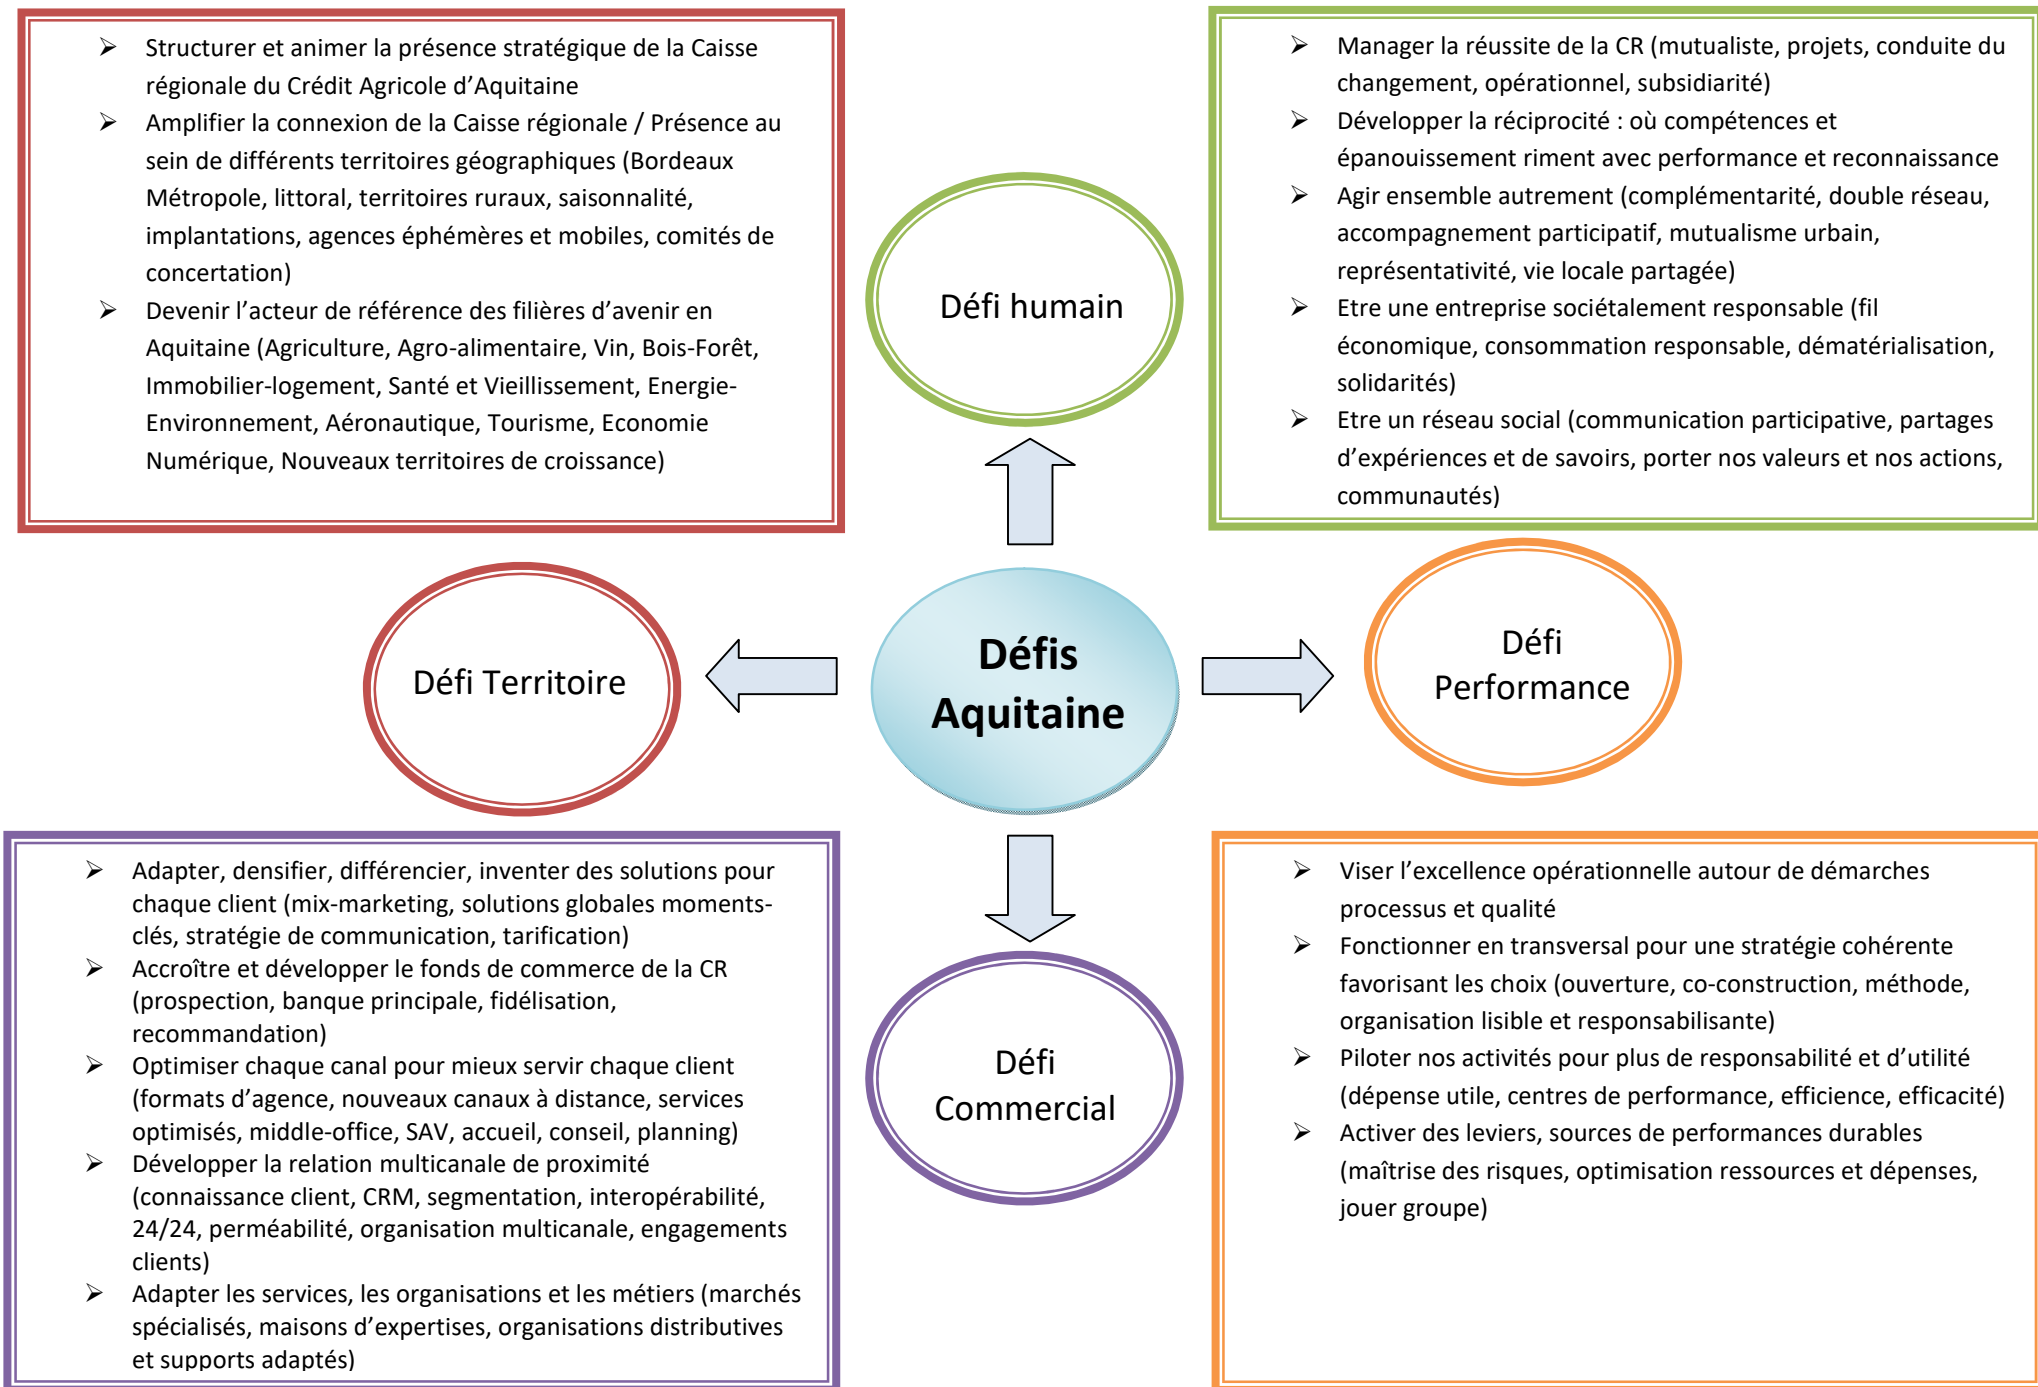 ➢ Structurer et animer la présence stratégique de la Caisse
régionale du Crédit Agricole d’Aquitaine
➢ Amplifier la connexion de la Caisse régionale / Présence au
sein de différents territoires géographiques (Bordeaux
Métropole, littoral, territoires ruraux, saisonnalité,
implantations, agences éphémères et mobiles, comités de
concertation)
➢ Devenir l’acteur de référence des filières d’avenir en
Aquitaine (Agriculture, Agro-alimentaire, Vin, Bois-Forêt,
Immobilier-logement, Santé et Vieillissement, Energie-
Environnement, Aéronautique, Tourisme, Economie
Numérique, Nouveaux territoires de croissance)
Défi humain
➢ Manager la réussite de la CR (mutualiste, projets, conduite du
changement, opérationnel, subsidiarité)
➢ Développer la réciprocité : où compétences et
épanouissement riment avec performance et reconnaissance
➢ Agir ensemble autrement (complémentarité, double réseau,
accompagnement participatif, mutualisme urbain,
représentativité, vie locale partagée)
➢ Etre une entreprise sociétalement responsable (fil
économique, consommation responsable, dématérialisation,
solidarités)
➢ Etre un réseau social (communication participative, partages
d’expériences et de savoirs, porter nos valeurs et nos actions,
communautés)
Défi Territoire
Défis
Aquitaine
Défi
Performance
➢ Adapter, densifier, différencier, inventer des solutions pour
chaque client (mix-marketing, solutions globales moments-
clés, stratégie de communication, tarification)
➢ Accroître et développer le fonds de commerce de la CR
(prospection, banque principale, fidélisation,
recommandation)
➢ Optimiser chaque canal pour mieux servir chaque client
(formats d’agence, nouveaux canaux à distance, services
optimisés, middle-office, SAV, accueil, conseil, planning)
➢ Développer la relation multicanale de proximité
(connaissance client, CRM, segmentation, interopérabilité,
24/24, perméabilité, organisation multicanale, engagements
clients)
➢ Adapter les services, les organisations et les métiers (marchés
spécialisés, maisons d’expertises, organisations distributives
et supports adaptés)
Défi
Commercial
➢ Viser l’excellence opérationnelle autour de démarches
processus et qualité
➢ Fonctionner en transversal pour une stratégie cohérente
favorisant les choix (ouverture, co-construction, méthode,
organisation lisible et responsabilisante)
➢ Piloter nos activités pour plus de responsabilité et d’utilité
(dépense utile, centres de performance, efficience, efficacité)
➢ Activer des leviers, sources de performances durables
(maîtrise des risques, optimisation ressources et dépenses,
jouer groupe)